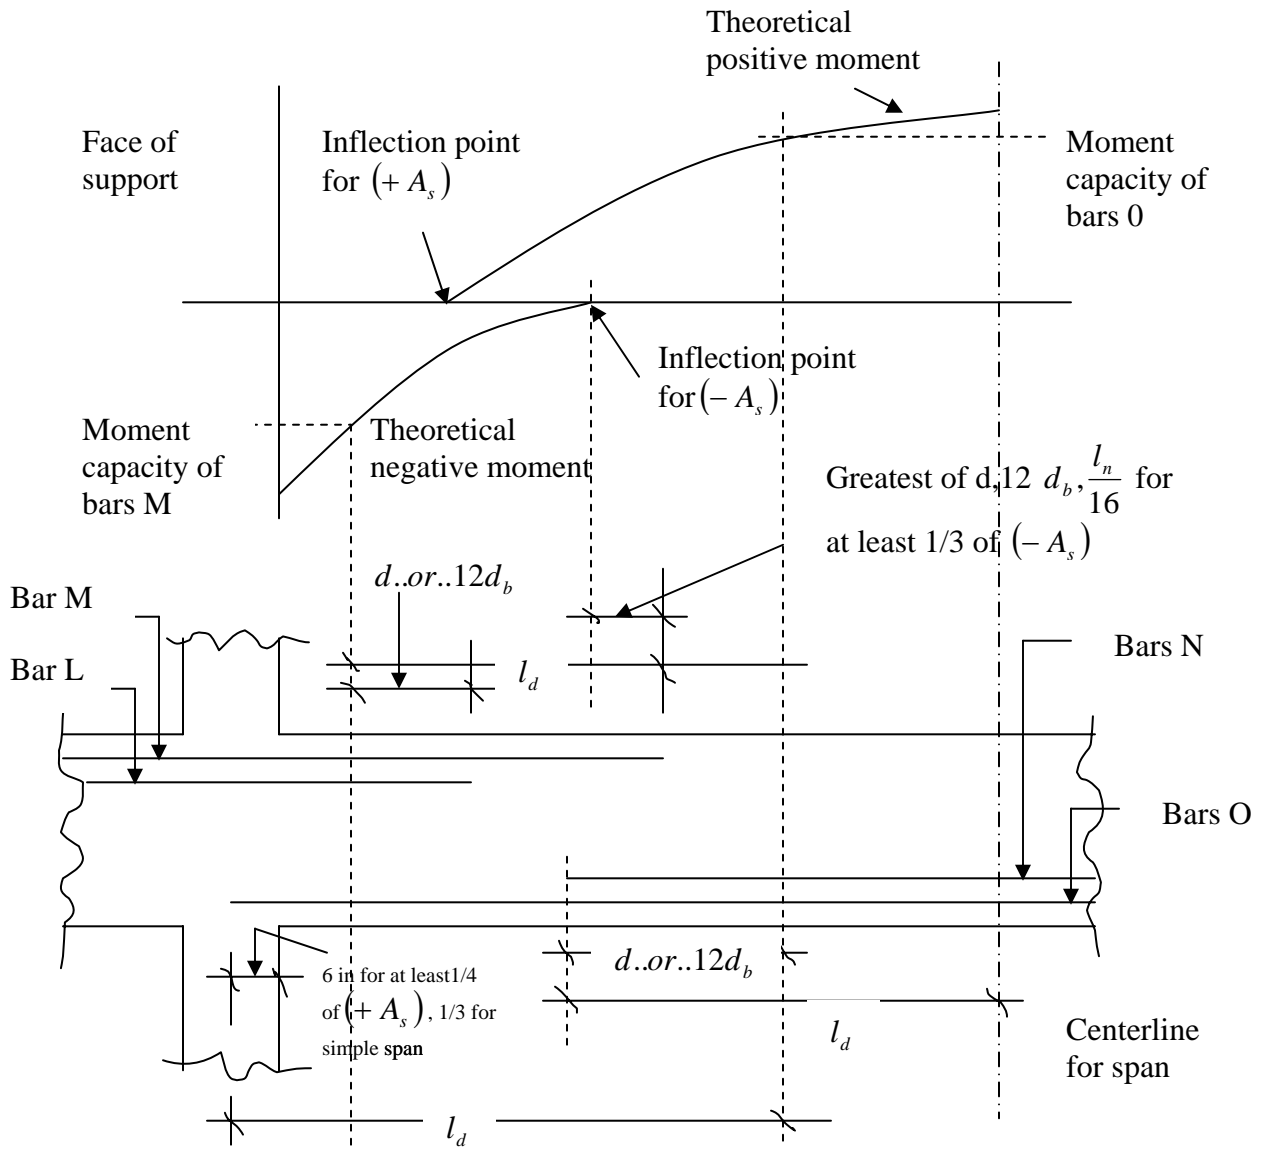 Theoretical
positive moment
Face of
support
Inflection point
for (+ A_s)
Moment
capacity of
bars 0
Inflection point
for (− A_s)
Moment
capacity of
bars M
Theoretical
negative moment
Greatest of d,12 d_b, l_n/16 for
at least 1/3 of (− A_s)
d..or..12d_b
Bar M
Bar L
l_d
Bars N
Bars O
d..or..12d_b
6 in for at least1/4
of (+ A_s), 1/3 for
simple span
l_d
Centerline
for span
l_d